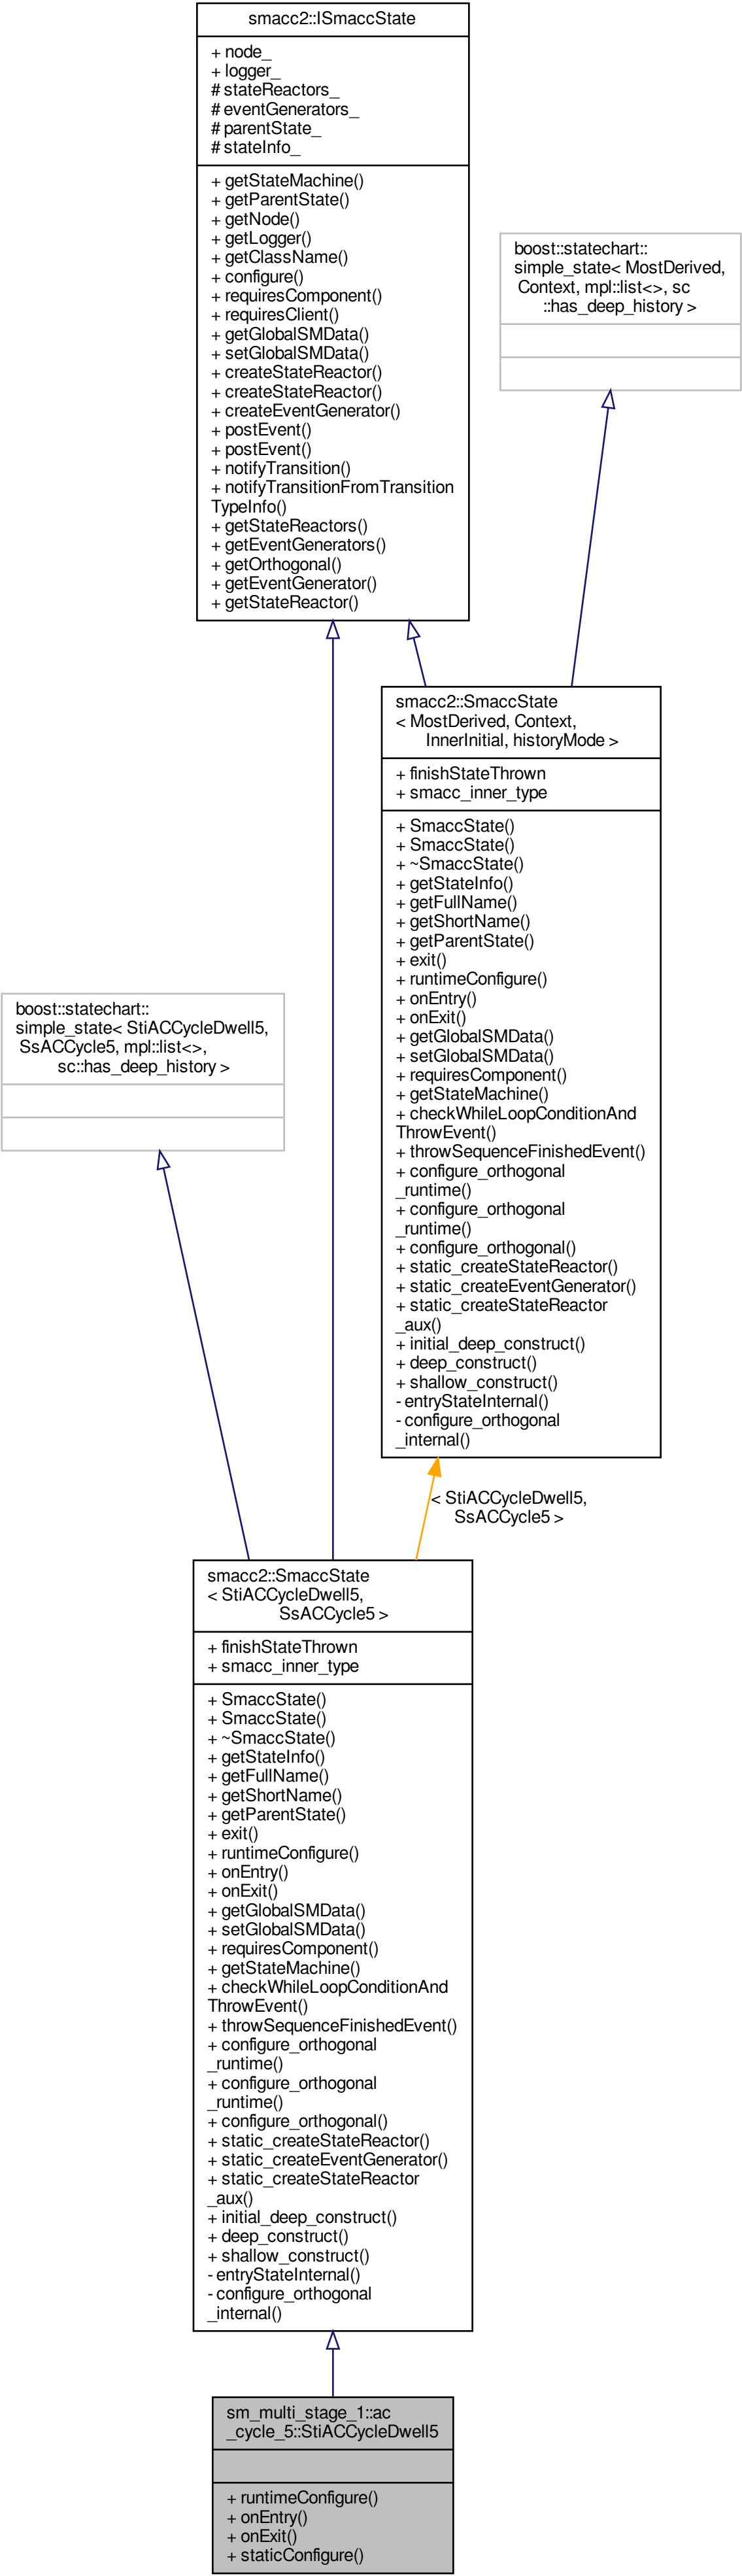 smacc2::ISmaccState
+ node_
+ logger_
# stateReactors_
# eventGenerators_
# parentState_
# stateInfo_
+ getStateMachine()
+ getParentState()
+ getNode()
+ getLogger()
+ getClassName()
+ configure()
+ requiresComponent()
+ requiresClient()
+ getGlobalSMData()
+ setGlobalSMData()
+ createStateReactor()
+ createStateReactor()
+ createEventGenerator()
+ postEvent()
+ postEvent()
+ notifyTransition()
+ notifyTransitionFromTransition
TypeInfo()
+ getStateReactors()
+ getEventGenerators()
+ getOrthogonal()
+ getEventGenerator()
+ getStateReactor()
boost::statechart::
simple_state< MostDerived,
Context, mpl::list<>, sc
::has_deep_history >
smacc2::SmaccState
< MostDerived, Context,
InnerInitial, historyMode >
+ finishStateThrown
+ smacc_inner_type
+ SmaccState()
+ SmaccState()
+ ~SmaccState()
+ getStateInfo()
+ getFullName()
+ getShortName()
+ getParentState()
+ exit()
+ runtimeConfigure()
+ onEntry()
+ onExit()
+ getGlobalSMData()
+ setGlobalSMData()
+ requiresComponent()
+ getStateMachine()
+ checkWhileLoopConditionAnd
ThrowEvent()
+ throwSequenceFinishedEvent()
+ configure_orthogonal
_runtime()
+ configure_orthogonal
_runtime()
+ configure_orthogonal()
+ static_createStateReactor()
+ static_createEventGenerator()
+ static_createStateReactor
_aux()
+ initial_deep_construct()
+ deep_construct()
+ shallow_construct()
- entryStateInternal()
- configure_orthogonal
_internal()
boost::statechart::
simple_state< StiACCycleDwell5,
SsACCycle5, mpl::list<>,
sc::has_deep_history >
< StiACCycleDwell5,
SsACCycle5 >
smacc2::SmaccState
< StiACCycleDwell5,
SsACCycle5 >
+ finishStateThrown
+ smacc_inner_type
+ SmaccState()
+ SmaccState()
+ ~SmaccState()
+ getStateInfo()
+ getFullName()
+ getShortName()
+ getParentState()
+ exit()
+ runtimeConfigure()
+ onEntry()
+ onExit()
+ getGlobalSMData()
+ setGlobalSMData()
+ requiresComponent()
+ getStateMachine()
+ checkWhileLoopConditionAnd
ThrowEvent()
+ throwSequenceFinishedEvent()
+ configure_orthogonal
_runtime()
+ configure_orthogonal
_runtime()
+ configure_orthogonal()
+ static_createStateReactor()
+ static_createEventGenerator()
+ static_createStateReactor
_aux()
+ initial_deep_construct()
+ deep_construct()
+ shallow_construct()
- entryStateInternal()
- configure_orthogonal
_internal()
sm_multi_stage_1::ac
_cycle_5::StiACCycleDwell5
+ runtimeConfigure()
+ onEntry()
+ onExit()
+ staticConfigure()